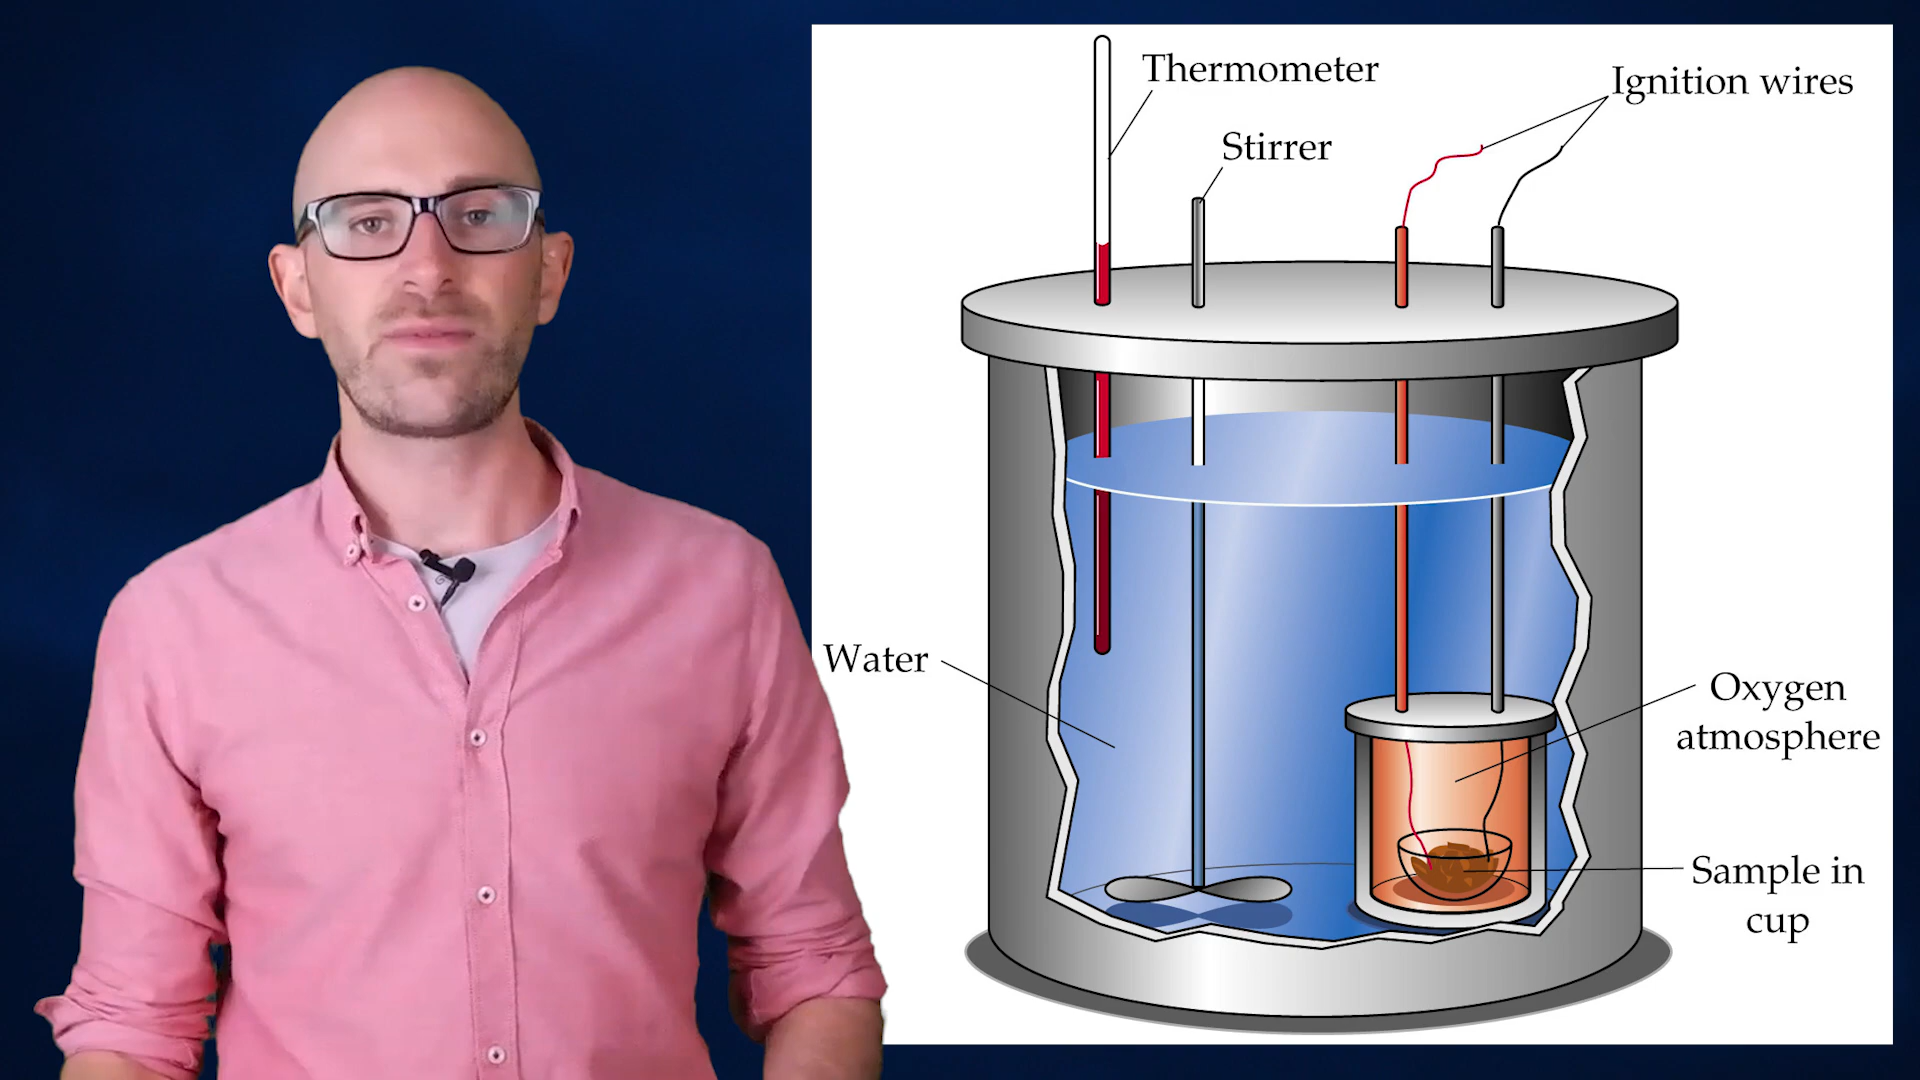 Thermometer
Ignition wires
Stirrer
Water
Oxygen
atmosphere
Sample in
cup